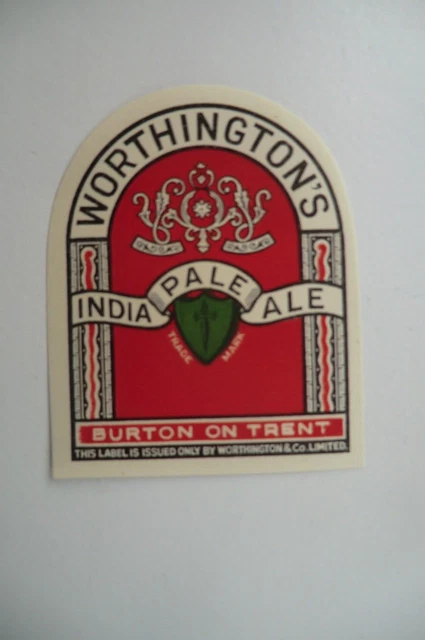 WORTHINGTON'S
INDIA PALE ALE
TRADE MARK
BURTON ON TRENT
THIS LABEL IS ISSUED ONLY BY WORTHINGTON & Co. LIMITED.